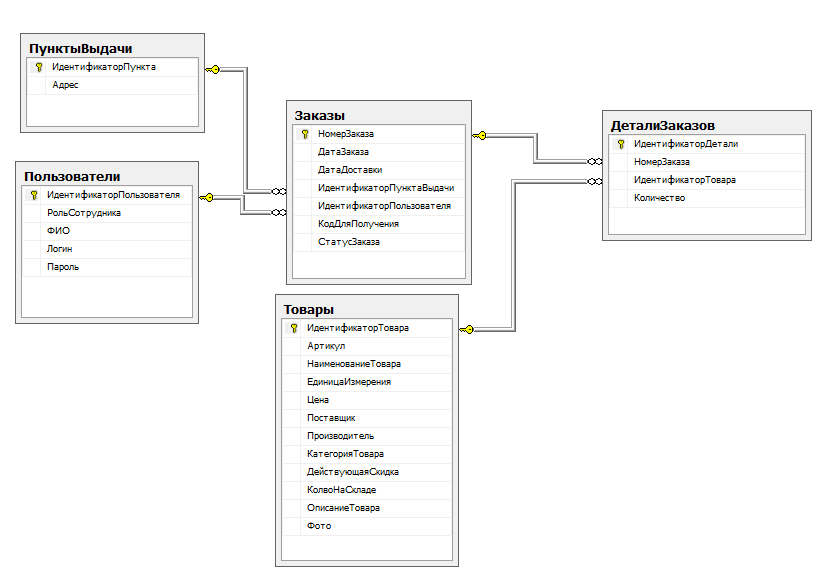 ПунктыВыдачи
ИдентификаторПункта
Адрес
Пользователи
ИдентификаторПользователя
РольСотрудника
ФИО
Логин
Пароль
Заказы
НомерЗаказа
ДатаЗаказа
ДатаДоставки
ИдентификаторПунктаВыдачи
ИдентификаторПользователя
КодДляПолучения
СтатусЗаказа
ДеталиЗаказов
ИдентификаторДетали
НомерЗаказа
ИдентификаторТовара
Количество
Товары
ИдентификаторТовара
Артикул
НаименованиеТовара
ЕдиницаИзмерения
Цена
Поставщик
Производитель
КатегорияТовара
ДействующаяСкидка
КолвоНаСкладе
ОписаниеТовара
Фото